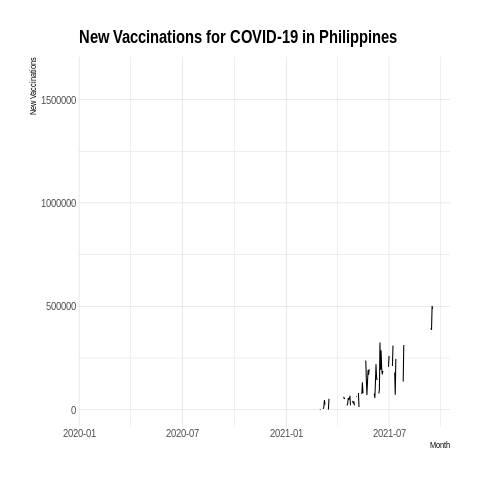 New Vaccinations for COVID-19 in Philippines
New Vaccinations
1500000
1000000
500000
0
2020-01 2020-07 2021-01 2021-07
Month